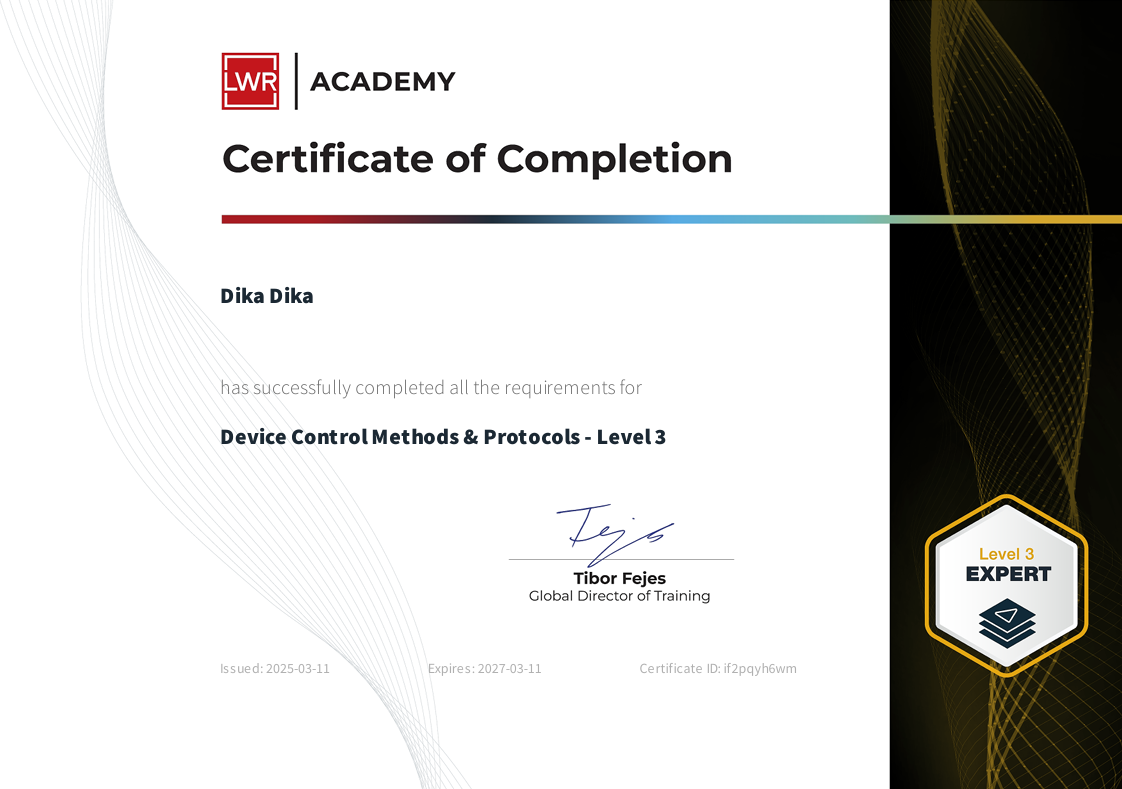 LWR ACADEMY
Certificate of Completion
Dika Dika
has successfully completed all the requirements for
Device Control Methods & Protocols - Level 3
Tibor Fejes
Global Director of Training
Level 3
EXPERT
Issued: 2025-03-11 Expires: 2027-03-11 Certificate ID: if2pqyh6wm